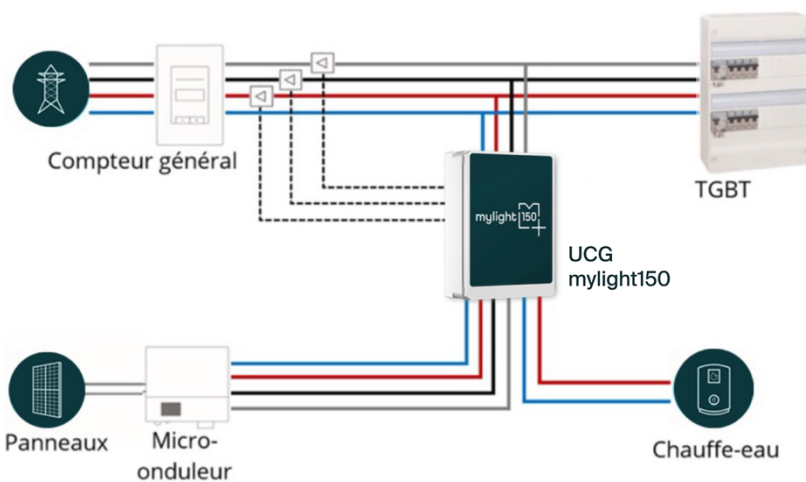 Compteur général
TGBT
mylight 150
UCG
mylight150
Panneaux
Micro-
onduleur
Chauffe-eau